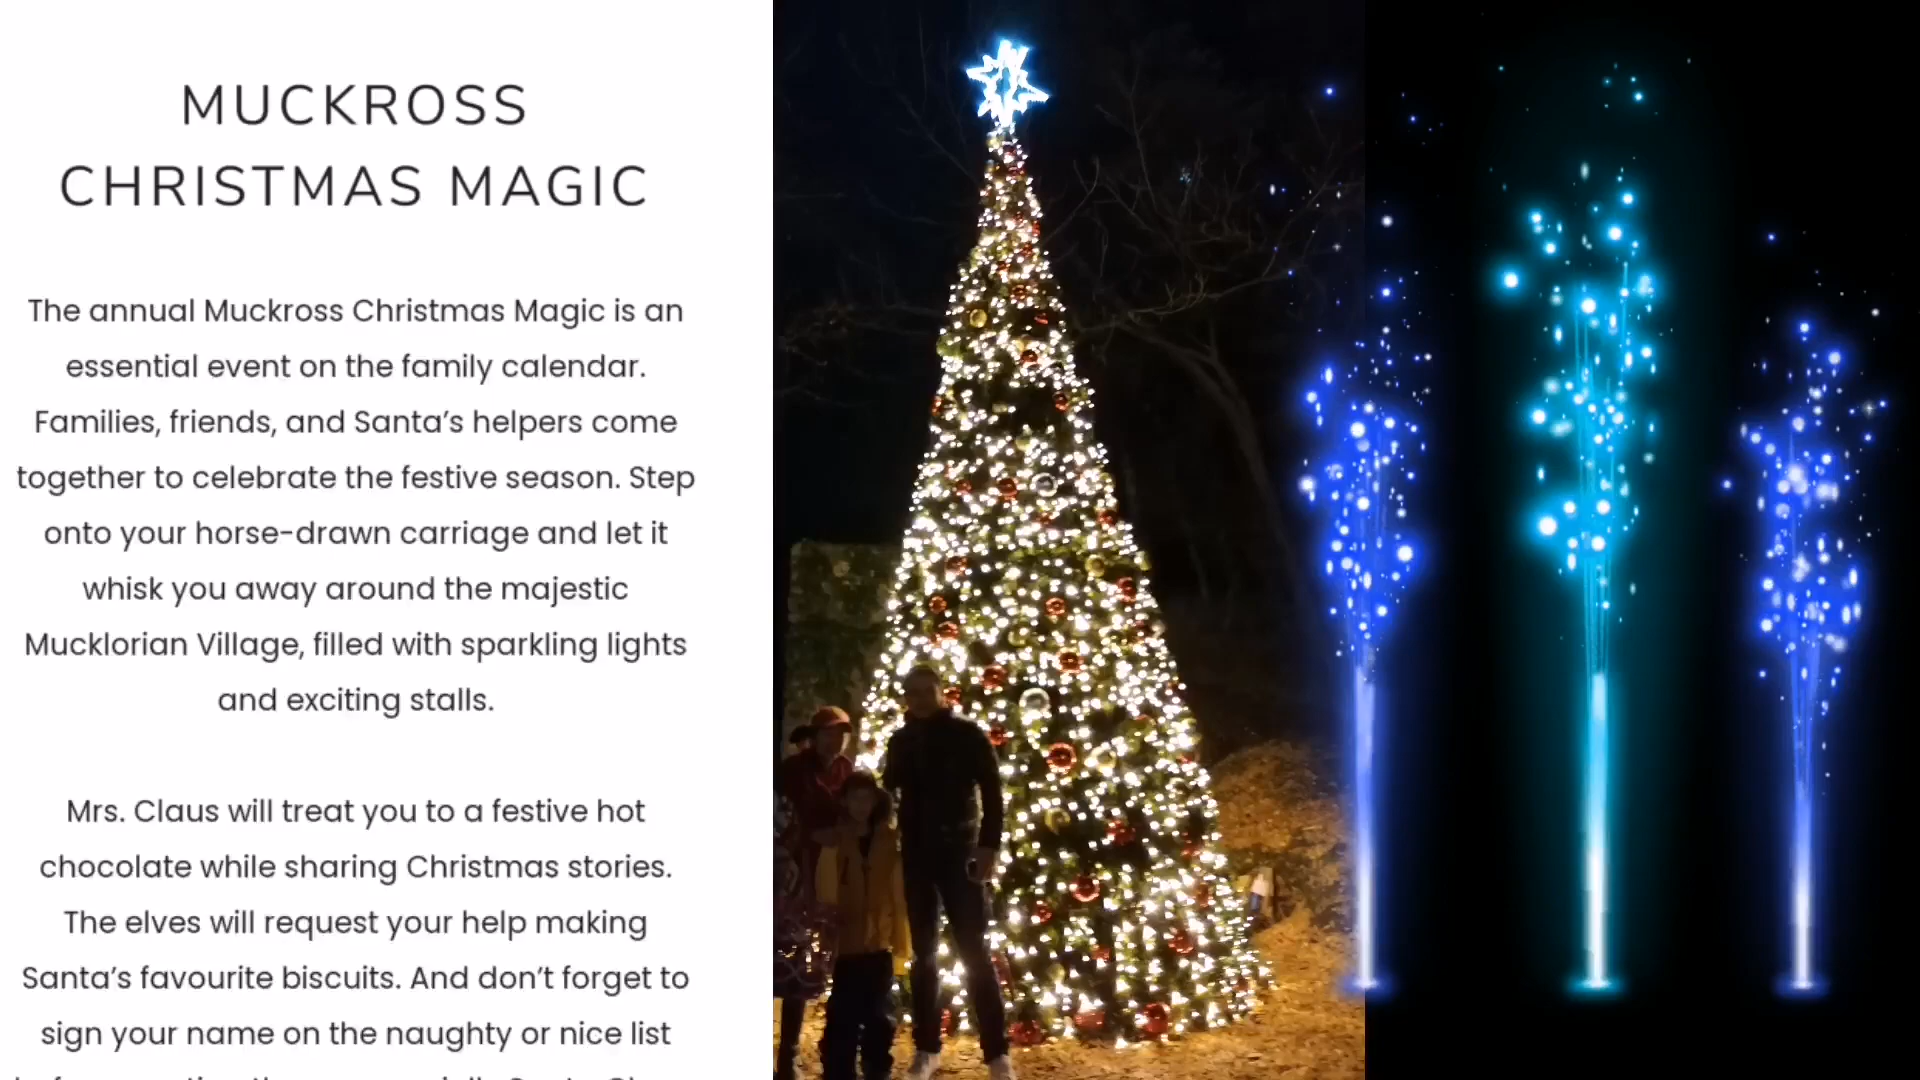 MUCKROSS
CHRISTMAS MAGIC
The annual Muckross Christmas Magic is an
essential event on the family calendar.
Families, friends, and Santa’s helpers come
together to celebrate the festive season. Step
onto your horse-drawn carriage and let it
whisk you away around the majestic
Mucklorian Village, filled with sparkling lights
and exciting stalls.
Mrs. Claus will treat you to a festive hot
chocolate while sharing Christmas stories.
The elves will request your help making
Santa’s favourite biscuits. And don’t forget to
sign your name on the naughty or nice list